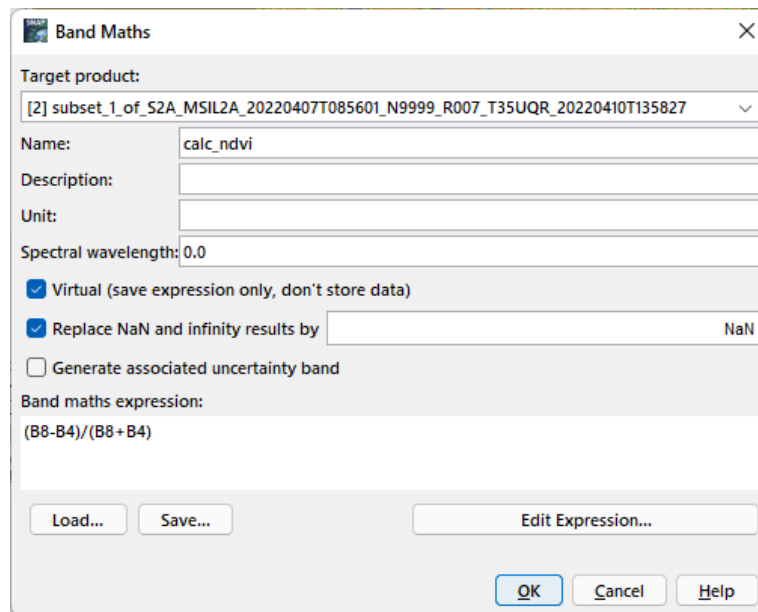 SNAP
Band Maths
Target product:
[2] subset_1_of_S2A_MSIL2A_20220407T085601_N9999_R007_T35UQR_20220410T135827
Name: calc_ndvi
Description:
Unit:
Spectral wavelength: 0.0
Virtual (save expression only, don't store data)
Replace NaN and infinity results by NaN
Generate associated uncertainty band
Band maths expression:
(B8-B4)/(B8+B4)
Load... Save... Edit Expression...
OK Cancel Help